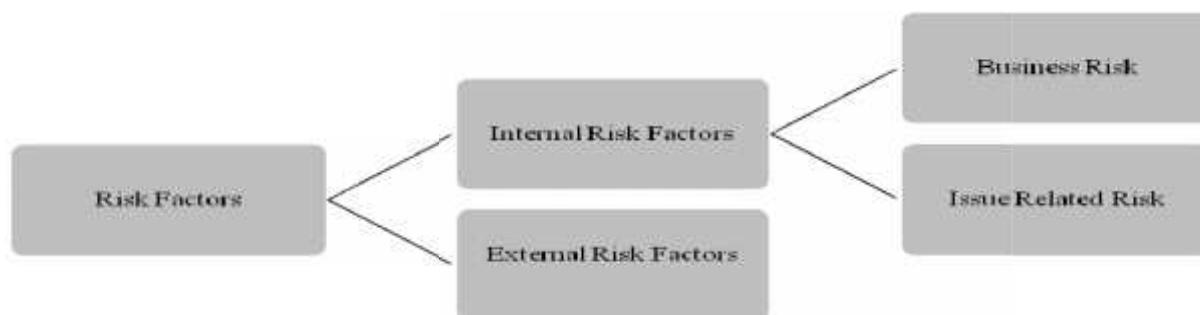 Business Risk
Internal Risk Factors
Risk Factors
Issue Related Risk
External Risk Factors